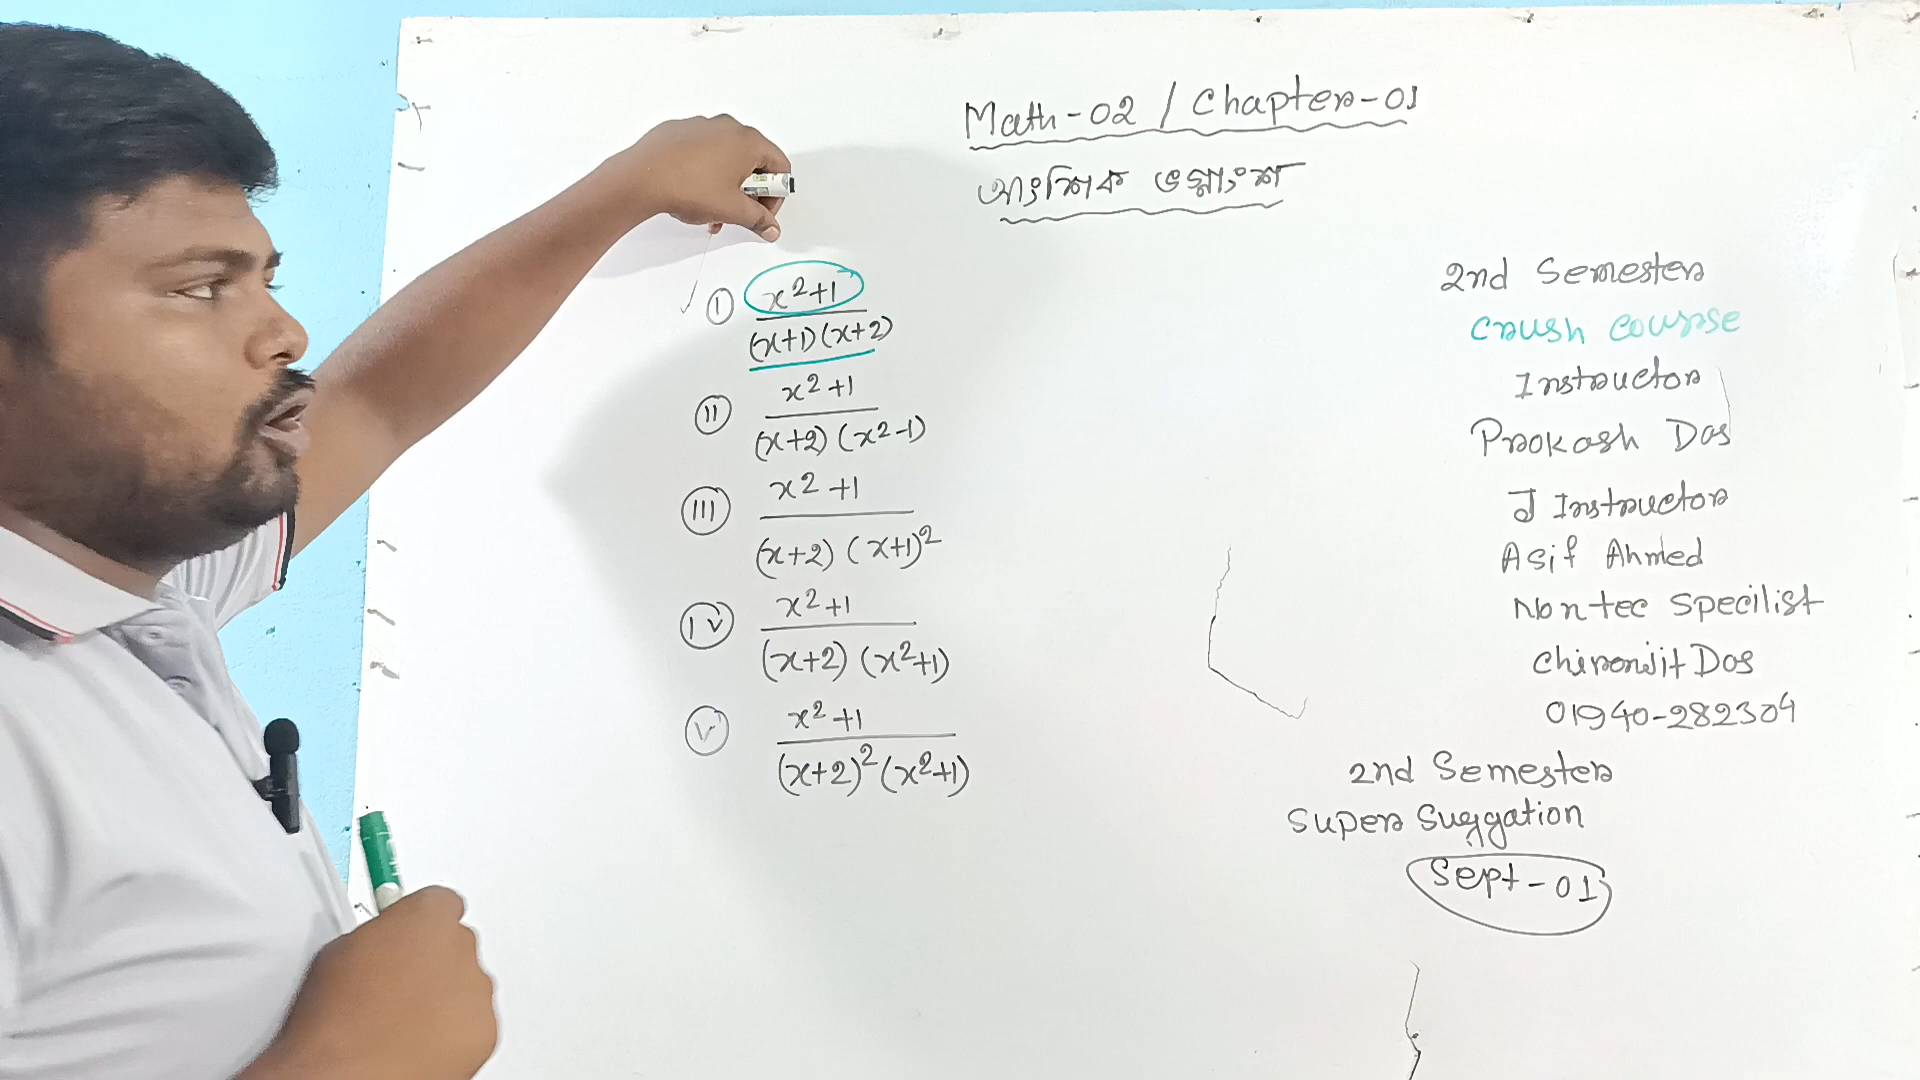 Math-02 / Chapter-01
আংশিক ভগ্নাংশ
I x²+1
(x+1)(x+2)
II x²+1
(x+2)(x²-1)
III x²+1
(x+2)(x+1)²
IV x²+1
(x+2)(x²+1)
V x²+1
(x+2)²(x²+1)
2nd Semester
Crush course
Instructor
Prokash Das
J Instructor
Asif Ahmed
Nontec specilist
Chironjit Das
01940-282304
2nd Semester
Super Suggation
Sept-01